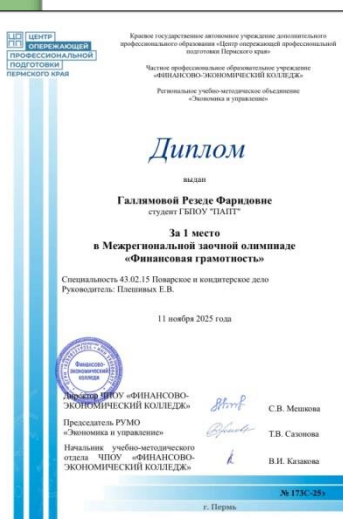 ЦЕНТР
ОПЕРЕЖАЮЩЕЙ
ПРОФЕССИОНАЛЬНОЙ
ПОДГОТОВКИ
ПЕРМСКОГО КРАЯ
Краевое государственное автономное учреждение дополнительного
профессионального образования «Центр опережающей профессиональной
подготовки Пермского края»
Частное профессиональное образовательное учреждение
«ФИНАНСОВО-ЭКОНОМИЧЕСКИЙ КОЛЛЕДЖ»
Региональное учебно-методическое объединение
«Экономика и управление»
Диплом
выдан
Галлямовой Резеде Фаридовне
студент ГБПОУ "ПАПТ"
За 1 место
в Межрегиональной заочной олимпиаде
«Финансовая грамотность»
Специальность 43.02.15 Поварское и кондитерское дело
Руководитель: Плешивых Е.В.
11 ноября 2025 года
Финансово-
экономический
колледж
Директор ЧПОУ «ФИНАНСОВО-
ЭКОНОМИЧЕСКИЙ КОЛЛЕДЖ»
С.В. Мешкова
Председатель РУМО
«Экономика и управление»
Т.В. Сазонова
Начальник учебно-методического
отдела ЧПОУ «ФИНАНСОВО-
ЭКОНОМИЧЕСКИЙ КОЛЛЕДЖ»
В.И. Казакова
№ 173С-25з
г. Пермь